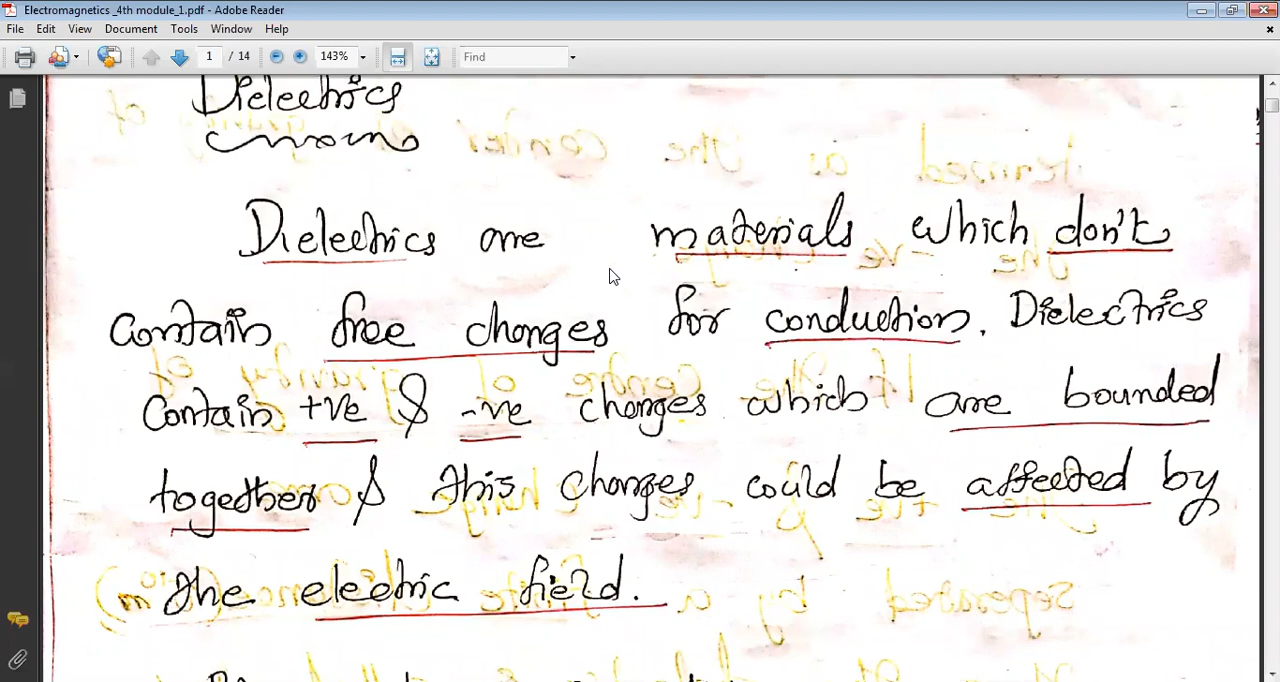 Electromagnetics _4th module_1.pdf - Adobe Reader
File Edit View Document Tools Window Help
1 / 14 143% Find
Dielectrics
Dielectrics are materials which don't
contain free charges for conduction. Dielectrics
contain +ve & -ve charges which are bounded
together & this charges could be affected by
the electric field.